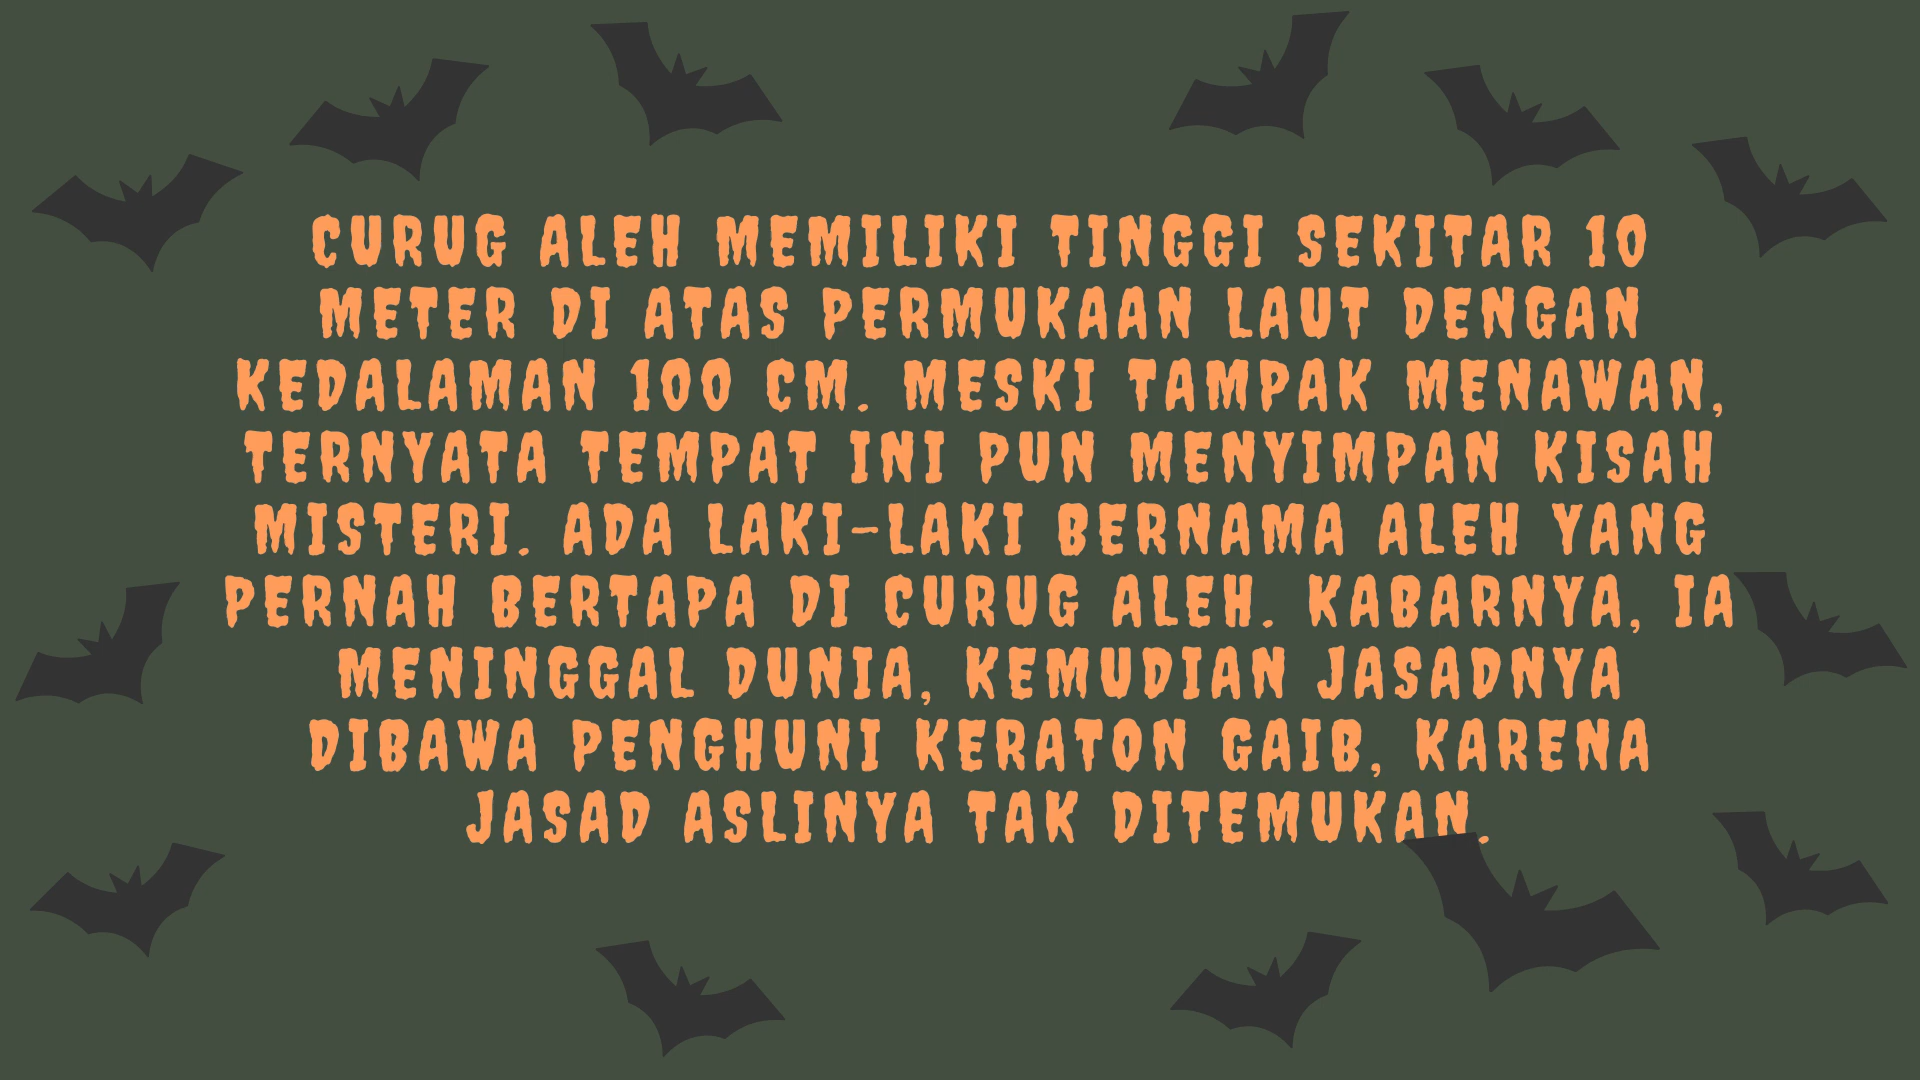 CURUG ALEH MEMILIKI TINGGI SEKITAR 10
METER DI ATAS PERMUKAAN LAUT DENGAN
KEDALAMAN 100 CM. MESKI TAMPAK MENAWAN,
TERNYATA TEMPAT INI PUN MENYIMPAN KISAH
MISTERI. ADA LAKI-LAKI BERNAMA ALEH YANG
PERNAH BERTAPA DI CURUG ALEH. KABARNYA, IA
MENINGGAL DUNIA, KEMUDIAN JASADNYA
DIBAWA PENGHUNI KERATON GAIB, KARENA
JASAD ASLINYA TAK DITEMUKAN.